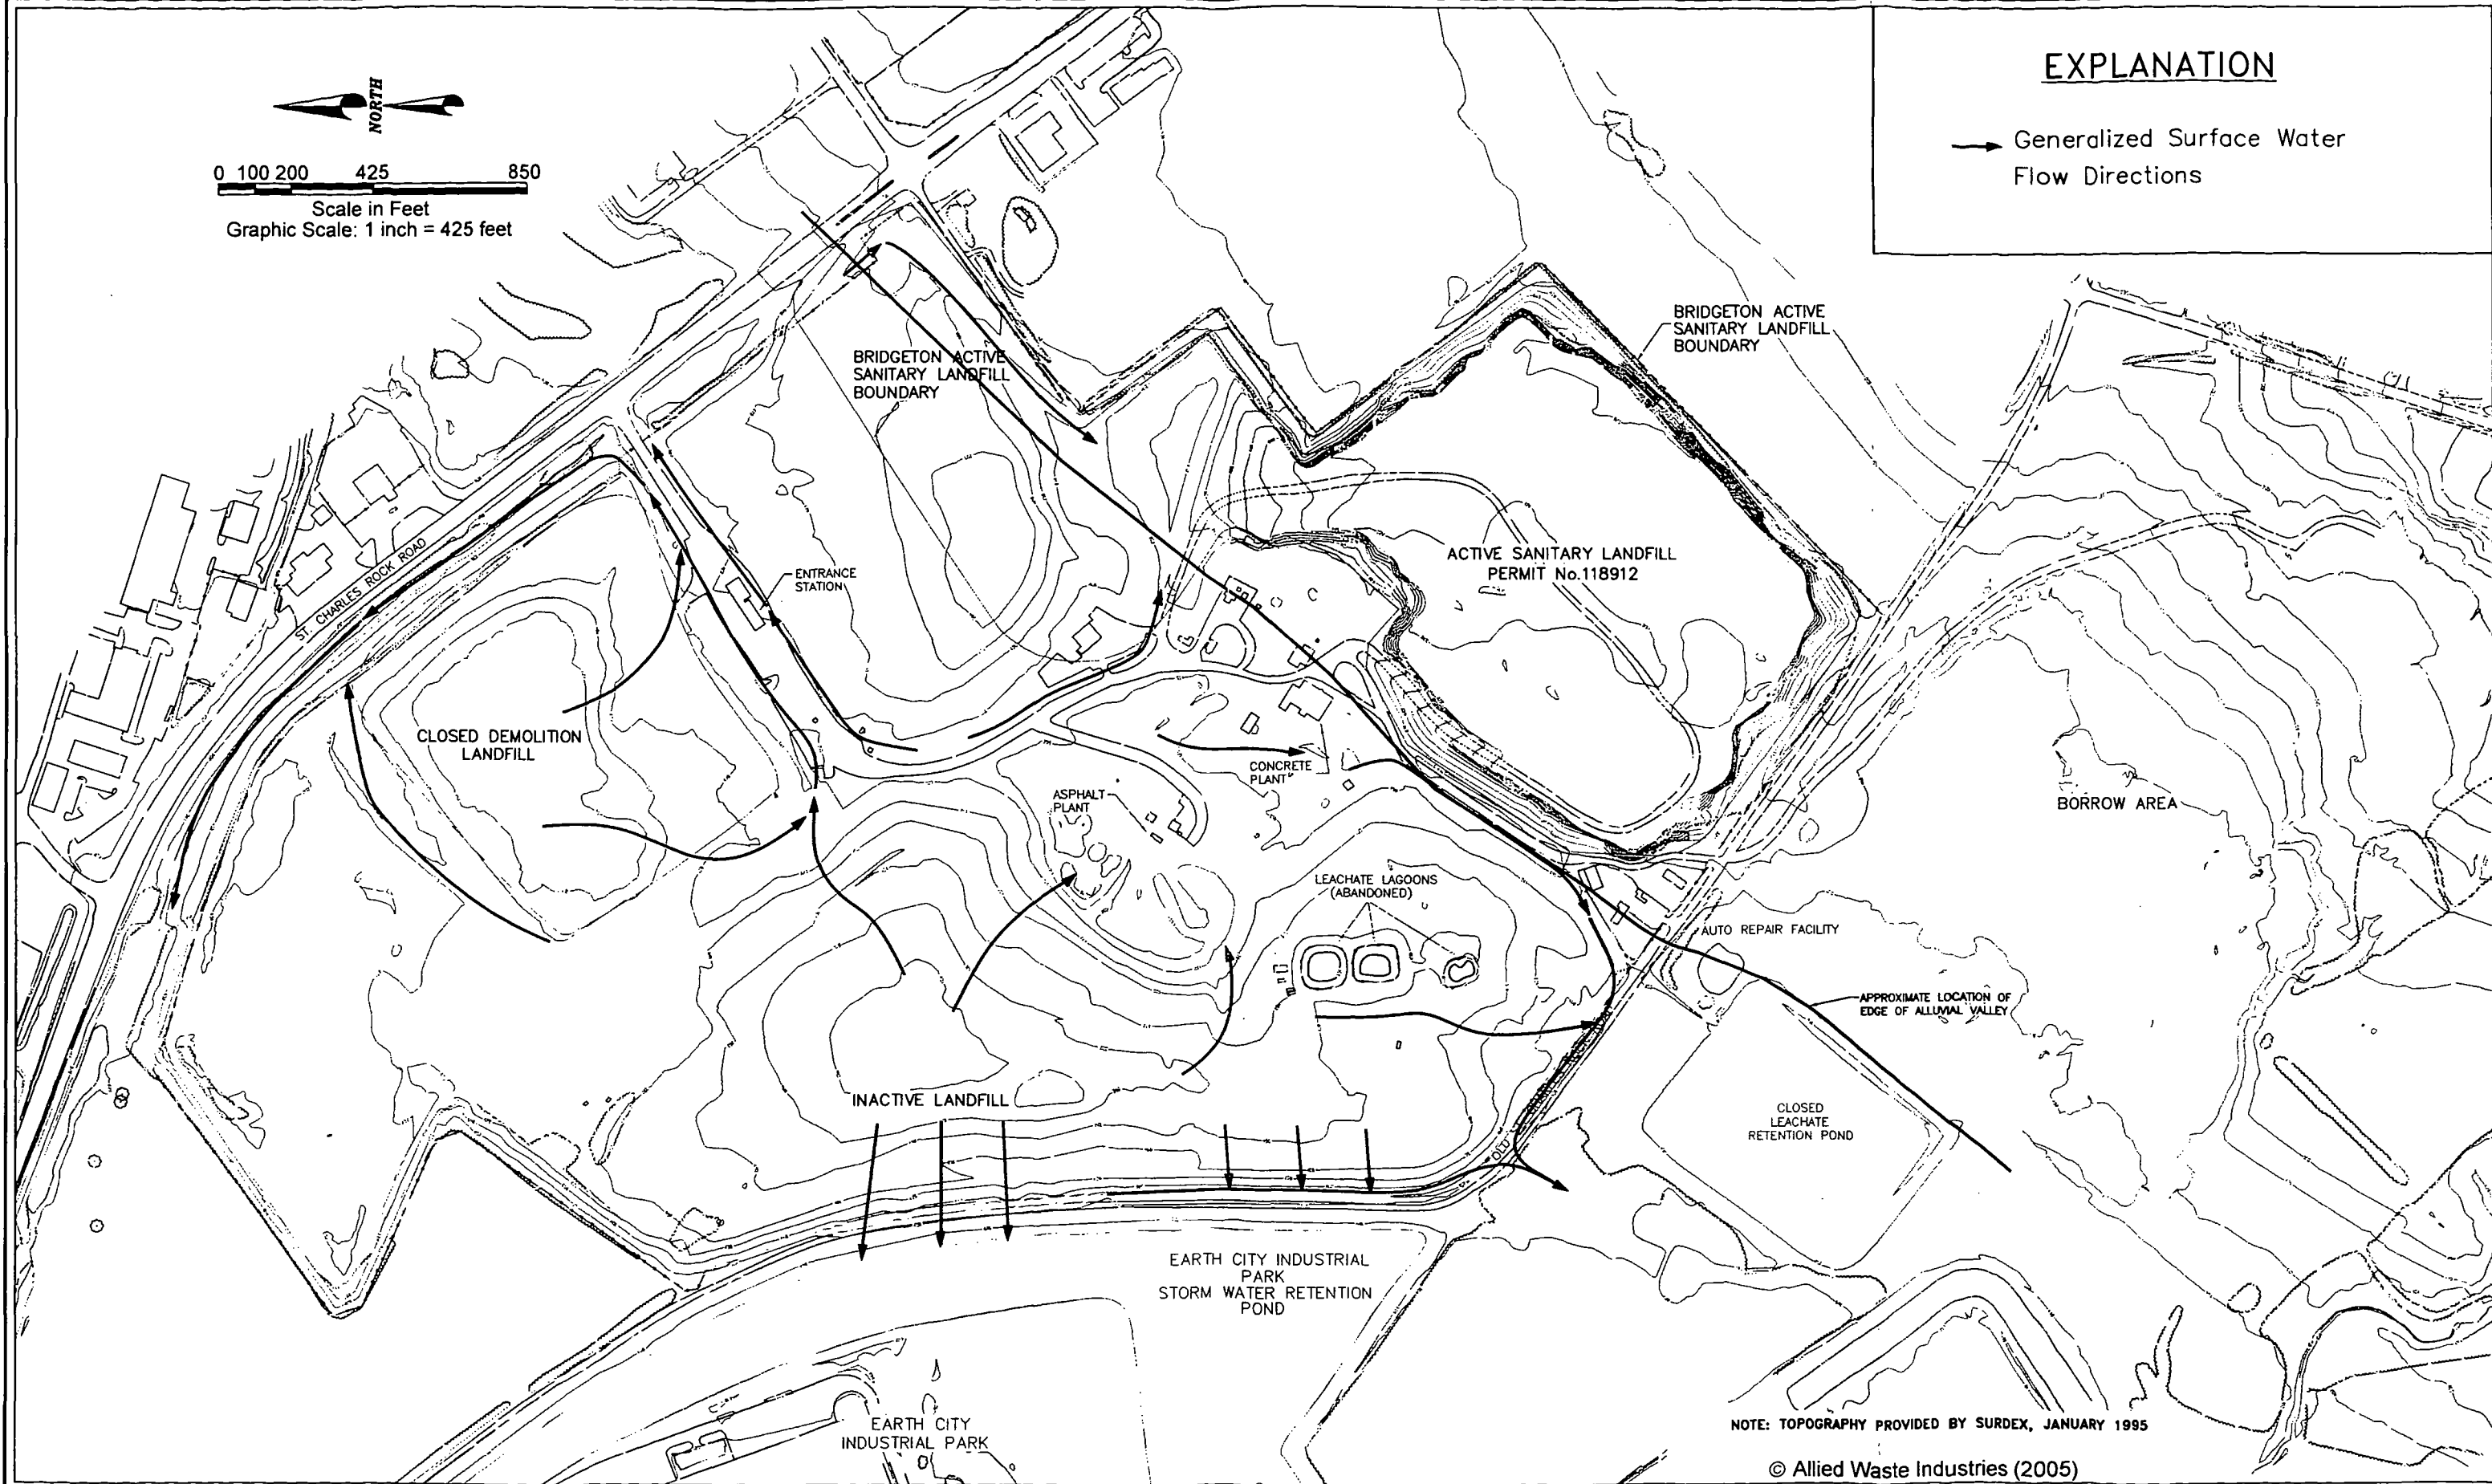 EXPLANATION
Generalized Surface Water
Flow Directions
NORTH
0 100 200 425 850
Scale in Feet
Graphic Scale: 1 inch = 425 feet
BRIDGETON ACTIVE
SANITARY LANDFILL
BOUNDARY
BRIDGETON ACTIVE
SANITARY LANDFILL
BOUNDARY
ST. CHARLES ROCK ROAD
ENTRANCE
STATION
ACTIVE SANITARY LANDFILL
PERMIT No.118912
CLOSED DEMOLITION
LANDFILL
CONCRETE
PLANT
ASPHALT
PLANT
BORROW AREA
LEACHATE LAGOONS
(ABANDONED)
AUTO REPAIR FACILITY
APPROXIMATE LOCATION OF
EDGE OF ALLUVIAL VALLEY
INACTIVE LANDFILL
CLOSED
LEACHATE
RETENTION POND
OLD
EARTH CITY INDUSTRIAL
PARK
STORM WATER RETENTION
POND
EARTH CITY
INDUSTRIAL PARK
NOTE: TOPOGRAPHY PROVIDED BY SURDEX, JANUARY 1995
© Allied Waste Industries (2005)